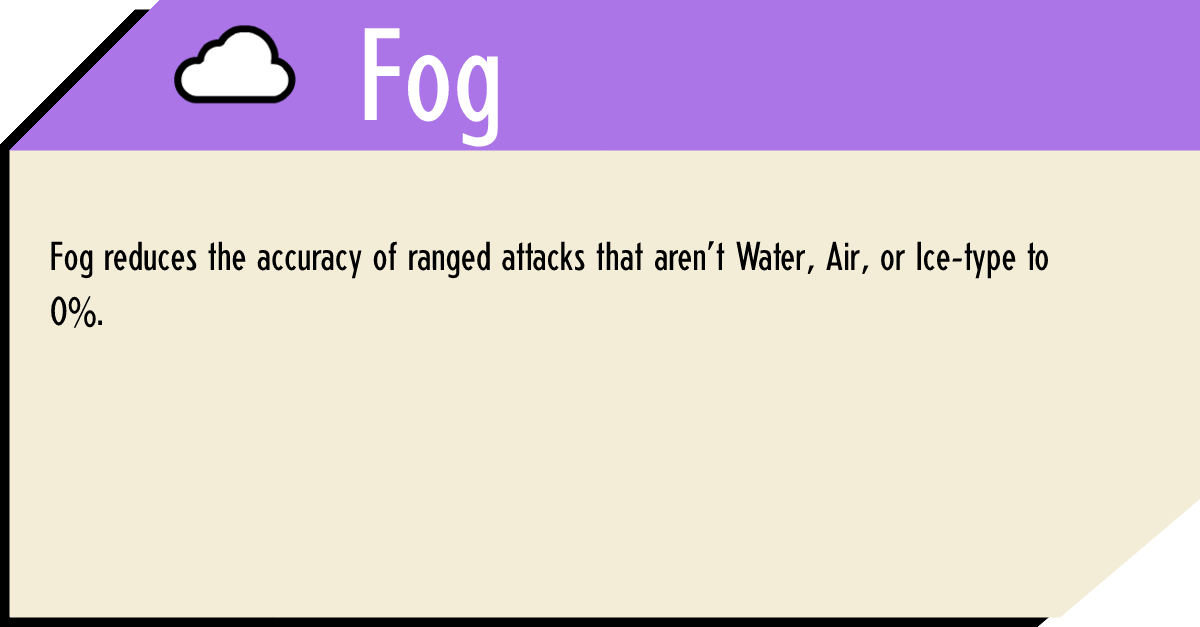 Fog
Fog reduces the accuracy of ranged attacks that aren't Water, Air, or Ice-type to
0%.